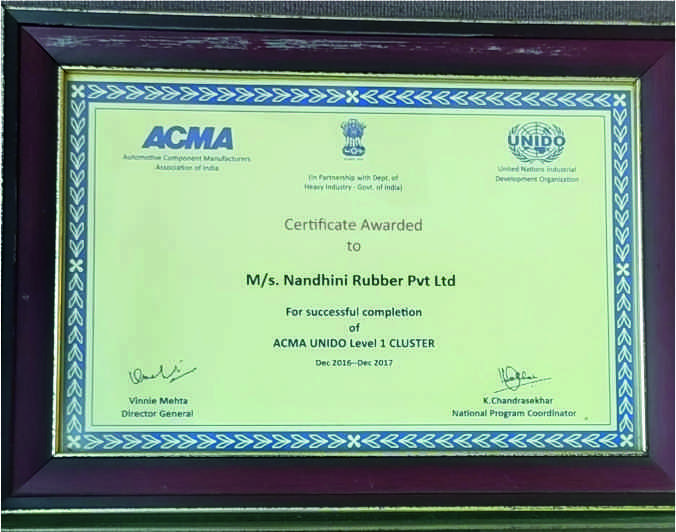 ACMA
Automotive Component Manufacturers
Association of India
(In Partnership with Dept. of
Heavy Industry - Govt. of India)
UNIDO
United Nations Industrial
Development Organization
Certificate Awarded
to
M/s. Nandhini Rubber Pvt Ltd
For successful completion
of
ACMA UNIDO Level 1 CLUSTER
Dec 2016--Dec 2017
Vinnie Mehta
Director General
K.Chandrasekhar
National Program Coordinator